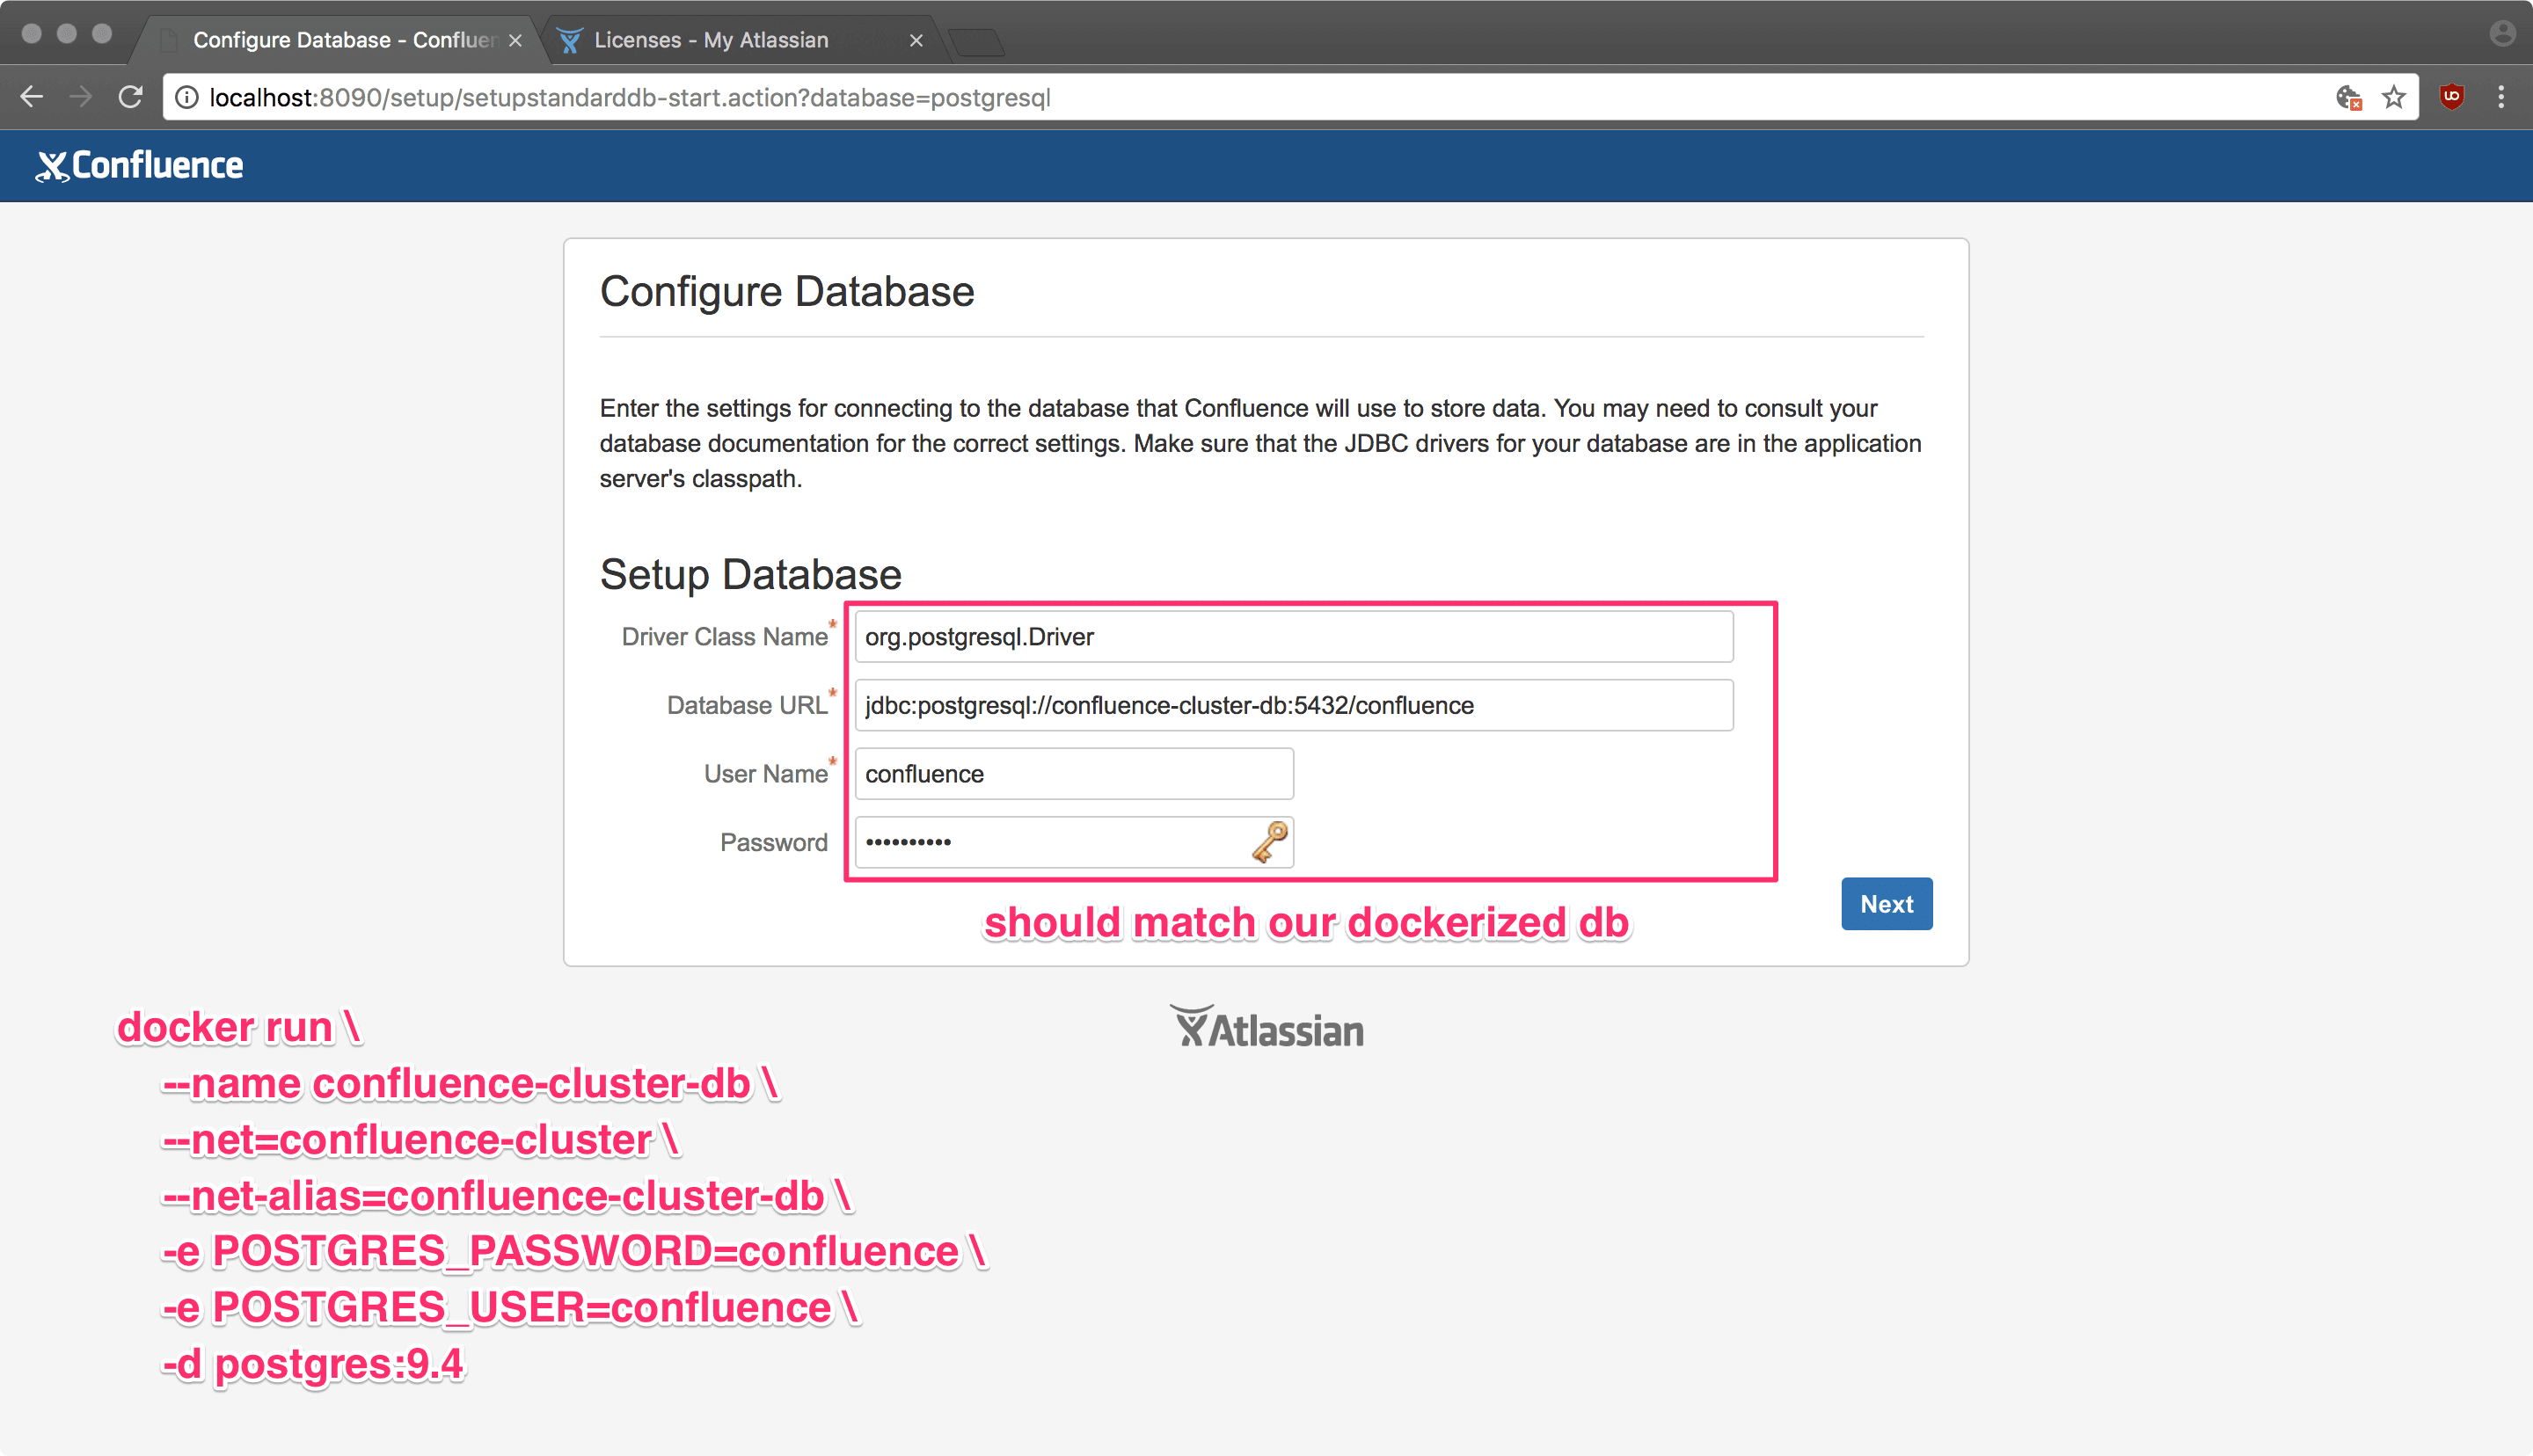 Configure Database - Confluen
Licenses - My Atlassian
localhost:8090/setup/setupstandarddb-start.action?database=postgresql
Confluence
Configure Database
Enter the settings for connecting to the database that Confluence will use to store data. You may need to consult your
database documentation for the correct settings. Make sure that the JDBC drivers for your database are in the application
server's classpath.
Setup Database
Driver Class Name* org.postgresql.Driver
Database URL* jdbc:postgresql://confluence-cluster-db:5432/confluence
User Name* confluence
Password ••••••••••
Next
should match our dockerized db
Atlassian
docker run \
--name confluence-cluster-db \
--net=confluence-cluster \
--net-alias=confluence-cluster-db \
-e POSTGRES_PASSWORD=confluence \
-e POSTGRES_USER=confluence \
-d postgres:9.4